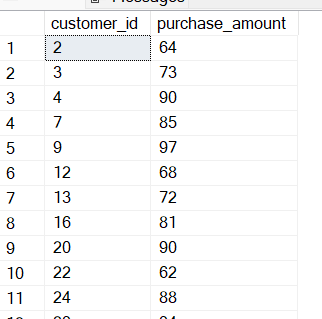 Messages
customer_id purchase_amount
1 2 64
2 3 73
3 4 90
4 7 85
5 9 97
6 12 68
7 13 72
8 16 81
9 20 90
10 22 62
11 24 88